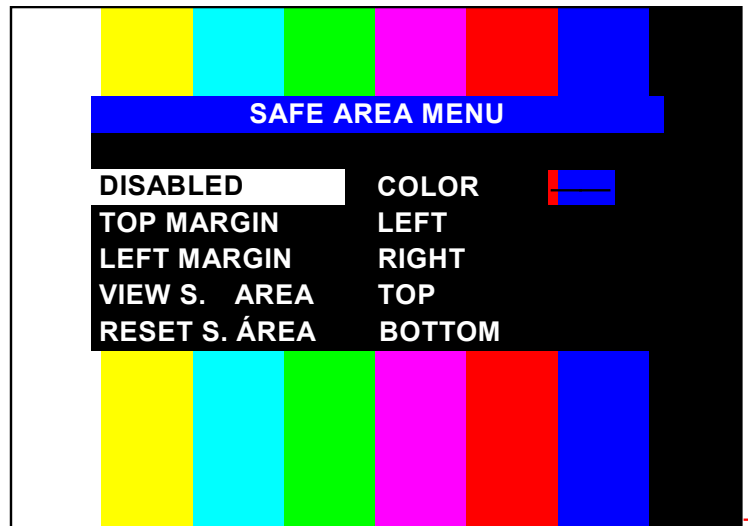 SAFE AREA MENU
DISABLED COLOR
TOP MARGIN LEFT
LEFT MARGIN RIGHT
VIEW S. AREA TOP
RESET S. ÁREA BOTTOM